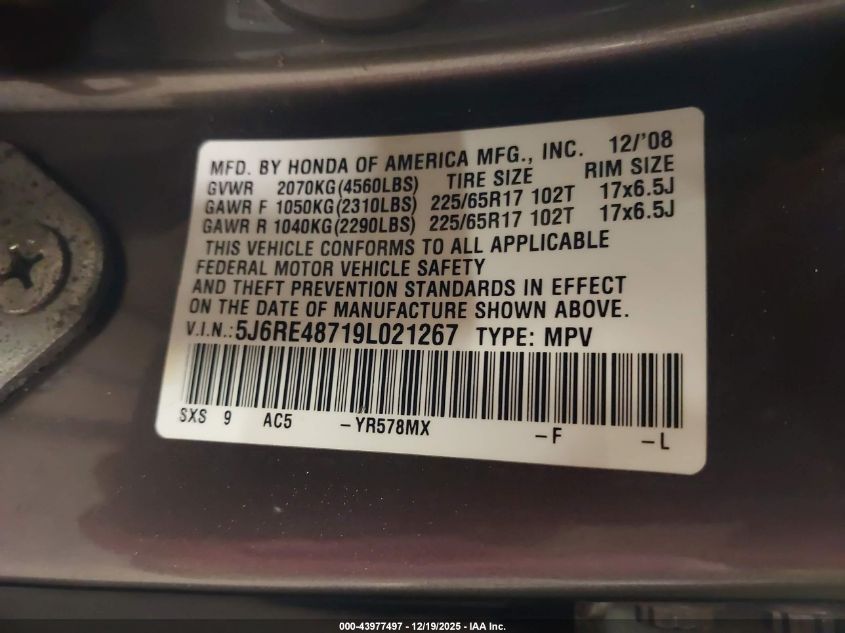 MFD. BY HONDA OF AMERICA MFG., INC. 12/'08
GVWR 2070KG(4560LBS) TIRE SIZE RIM SIZE
GAWR F 1050KG(2310LBS) 225/65R17 102T 17x6.5J
GAWR R 1040KG(2290LBS) 225/65R17 102T 17x6.5J
THIS VEHICLE CONFORMS TO ALL APPLICABLE
FEDERAL MOTOR VEHICLE SAFETY
AND THEFT PREVENTION STANDARDS IN EFFECT
ON THE DATE OF MANUFACTURE SHOWN ABOVE.
V.I.N.:5J6RE48719L021267 TYPE: MPV
SXS 9 AC5 -YR578MX -F -L
000-43977497 - 12/19/2025 - IAA Inc.